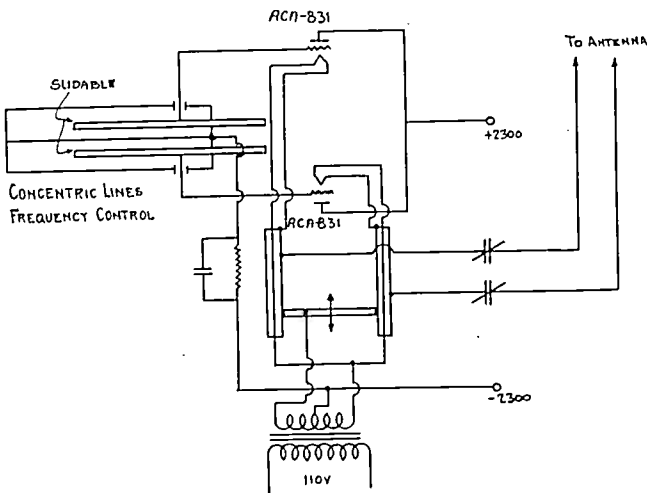 RCA-831
TO ANTENNA
SLIDABLE
+2300
CONCENTRIC LINES
FREQUENCY CONTROL
RCA-831
-2300
110V